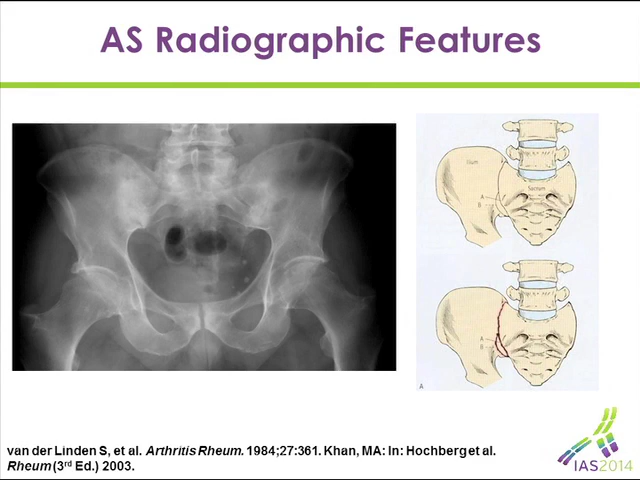 AS Radiographic Features
Ilium
Sacrum
A
B
A
B
A
van der Linden S, et al. Arthritis Rheum. 1984;27:361. Khan, MA: In: Hochberg et al.
Rheum (3rd Ed.) 2003.
IAS2014